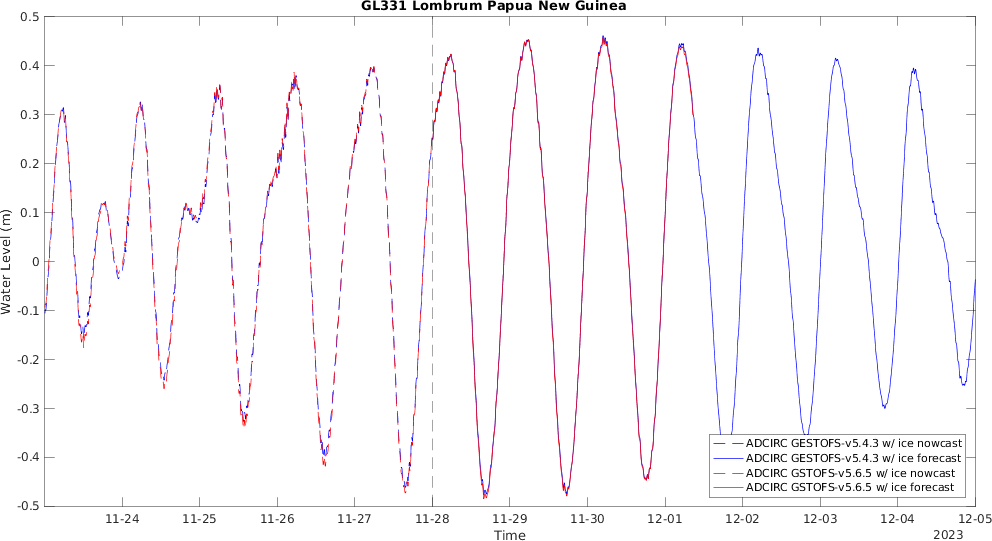 GL331 Lombrum Papua New Guinea
0.5
0.4
0.3
0.2
0.1
0
-0.1
-0.2
-0.3
-0.4
-0.5
Water Level (m)
ADCIRC GESTOFS-v5.4.3 w/ ice nowcast
ADCIRC GESTOFS-v5.4.3 w/ ice forecast
ADCIRC GSTOFS-v5.6.5 w/ ice nowcast
ADCIRC GSTOFS-v5.6.5 w/ ice forecast
11-24 11-25 11-26 11-27 11-28 11-29 11-30 12-01 12-02 12-03 12-04 12-05
Time
2023